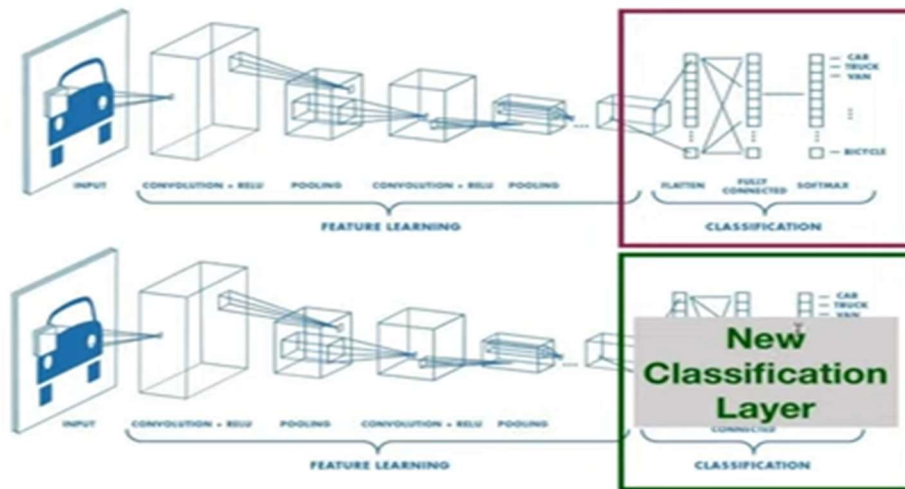 CAR
TRUCK
VAN
BICYCLE
INPUT CONVOLUTION + RELU POOLING CONVOLUTION + RELU POOLING FLATTEN FULLY CONNECTED SOFTMAX
FEATURE LEARNING CLASSIFICATION
CAR
TRUCK
VAN
New
Classification
Layer
CONNECTED
INPUT CONVOLUTION + RELU POOLING CONVOLUTION + RELU POOLING
FEATURE LEARNING CLASSIFICATION